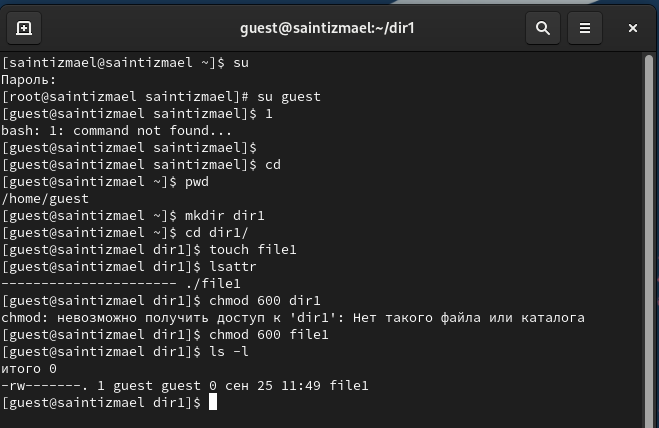 guest@saintizmael:~/dir1
[saintizmael@saintizmael ~]$ su
Пароль:
[root@saintizmael saintizmael]# su guest
[guest@saintizmael saintizmael]$ 1
bash: 1: command not found...
[guest@saintizmael saintizmael]$
[guest@saintizmael saintizmael]$ cd
[guest@saintizmael ~]$ pwd
/home/guest
[guest@saintizmael ~]$ mkdir dir1
[guest@saintizmael ~]$ cd dir1/
[guest@saintizmael dir1]$ touch file1
[guest@saintizmael dir1]$ lsattr
---------------------- ./file1
[guest@saintizmael dir1]$ chmod 600 dir1
chmod: невозможно получить доступ к 'dir1': Нет такого файла или каталога
[guest@saintizmael dir1]$ chmod 600 file1
[guest@saintizmael dir1]$ ls -l
итого 0
-rw-------. 1 guest guest 0 сен 25 11:49 file1
[guest@saintizmael dir1]$